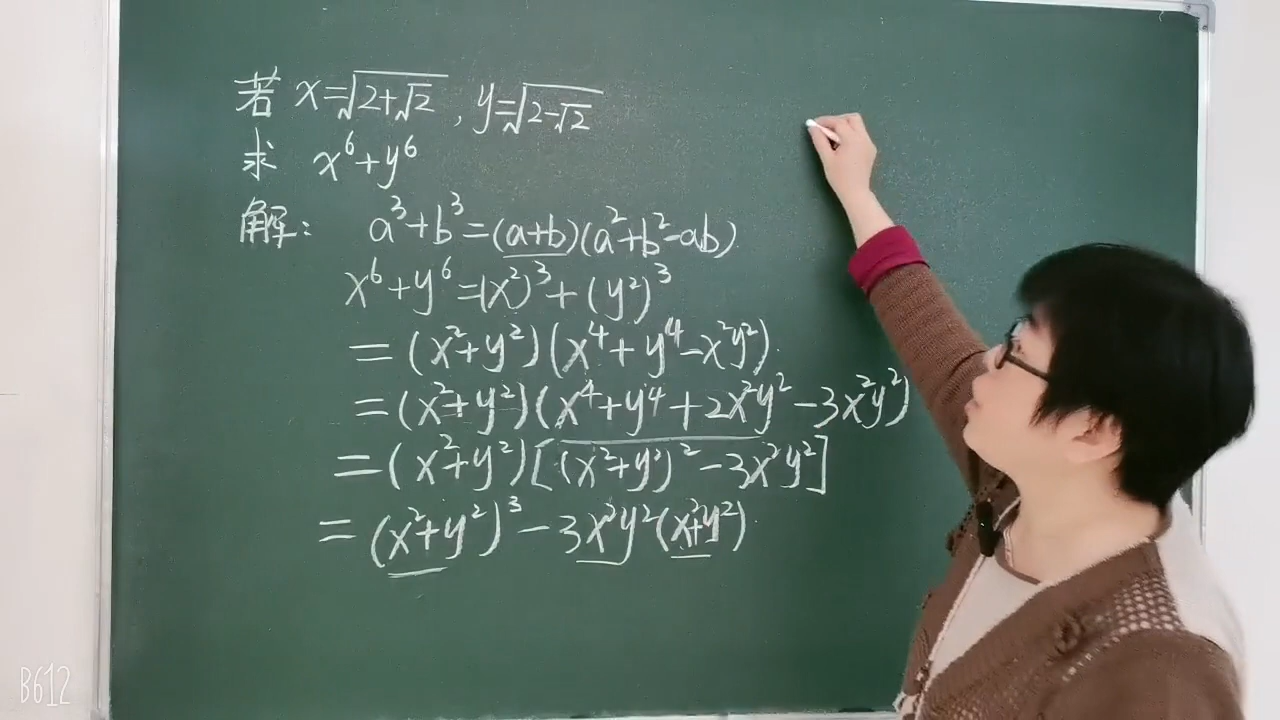 若 x=√(2+√2) , y=√(2-√2)
求 x⁶+y⁶
解: a³+b³=(a+b)(a²+b²-ab)
x⁶+y⁶=(x²)³+(y²)³
=(x²+y²)(x⁴+y⁴-x²y²)
=(x²+y²)(x⁴+y⁴+2x²y²-3x²y²)
=(x²+y²)[(x²+y²)²-3x²y²]
=(x²+y²)³-3x²y²(x²+y²)
B612